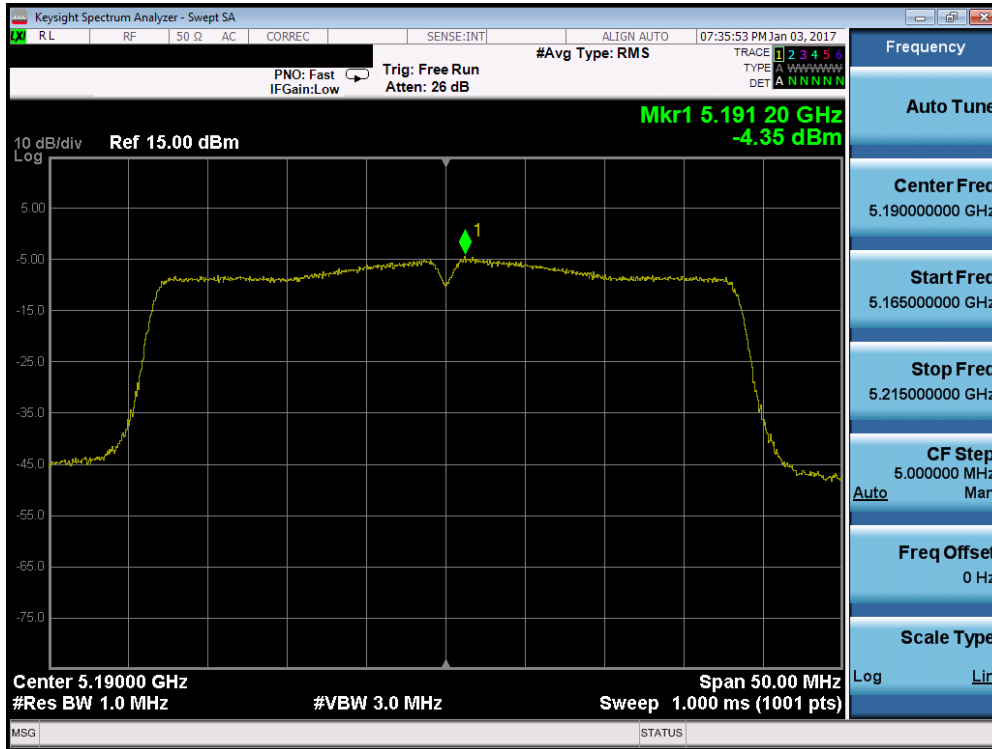 Keysight Spectrum Analyzer - Swept SA
LXI RL RF 50 Ω AC CORREC SENSE:INT ALIGN AUTO 07:35:53 PM Jan 03, 2017
#Avg Type: RMS
TRACE 1 2 3 4 5 6
TYPE A WWWWW
DET A N N N N N
PNO: Fast
IFGain:Low
Trig: Free Run
Atten: 26 dB
Mkr1 5.191 20 GHz
-4.35 dBm
10 dB/div
Log
Ref 15.00 dBm
1
5.00
-5.00
-15.0
-25.0
-35.0
-45.0
-55.0
-65.0
-75.0
Center 5.19000 GHz
#Res BW 1.0 MHz
#VBW 3.0 MHz
Span 50.00 MHz
Sweep 1.000 ms (1001 pts)
MSG
STATUS
Frequency
Auto Tune
Center Freq
5.190000000 GHz
Start Freq
5.165000000 GHz
Stop Freq
5.215000000 GHz
CF Step
5.000000 MHz
Auto Man
Freq Offset
0 Hz
Scale Type
Log Lin